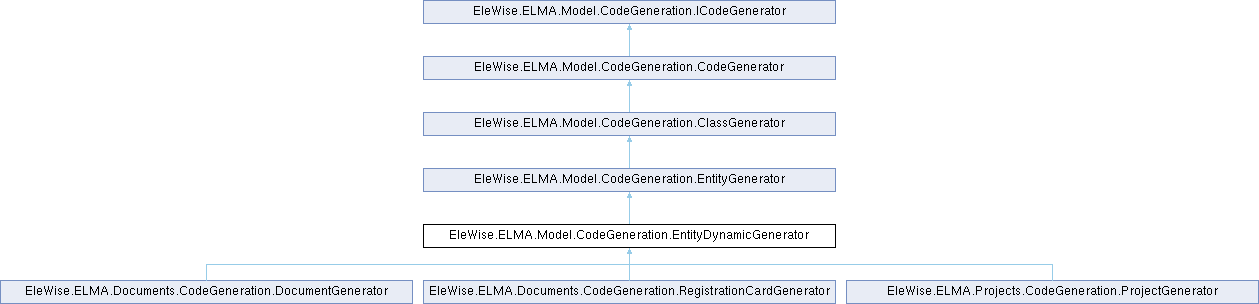 EleWise.ELMA.Model.CodeGeneration.ICodeGenerator
EleWise.ELMA.Model.CodeGeneration.CodeGenerator
EleWise.ELMA.Model.CodeGeneration.ClassGenerator
EleWise.ELMA.Model.CodeGeneration.EntityGenerator
EleWise.ELMA.Model.CodeGeneration.EntityDynamicGenerator
EleWise.ELMA.Documents.CodeGeneration.DocumentGenerator
EleWise.ELMA.Documents.CodeGeneration.RegistrationCardGenerator
EleWise.ELMA.Projects.CodeGeneration.ProjectGenerator